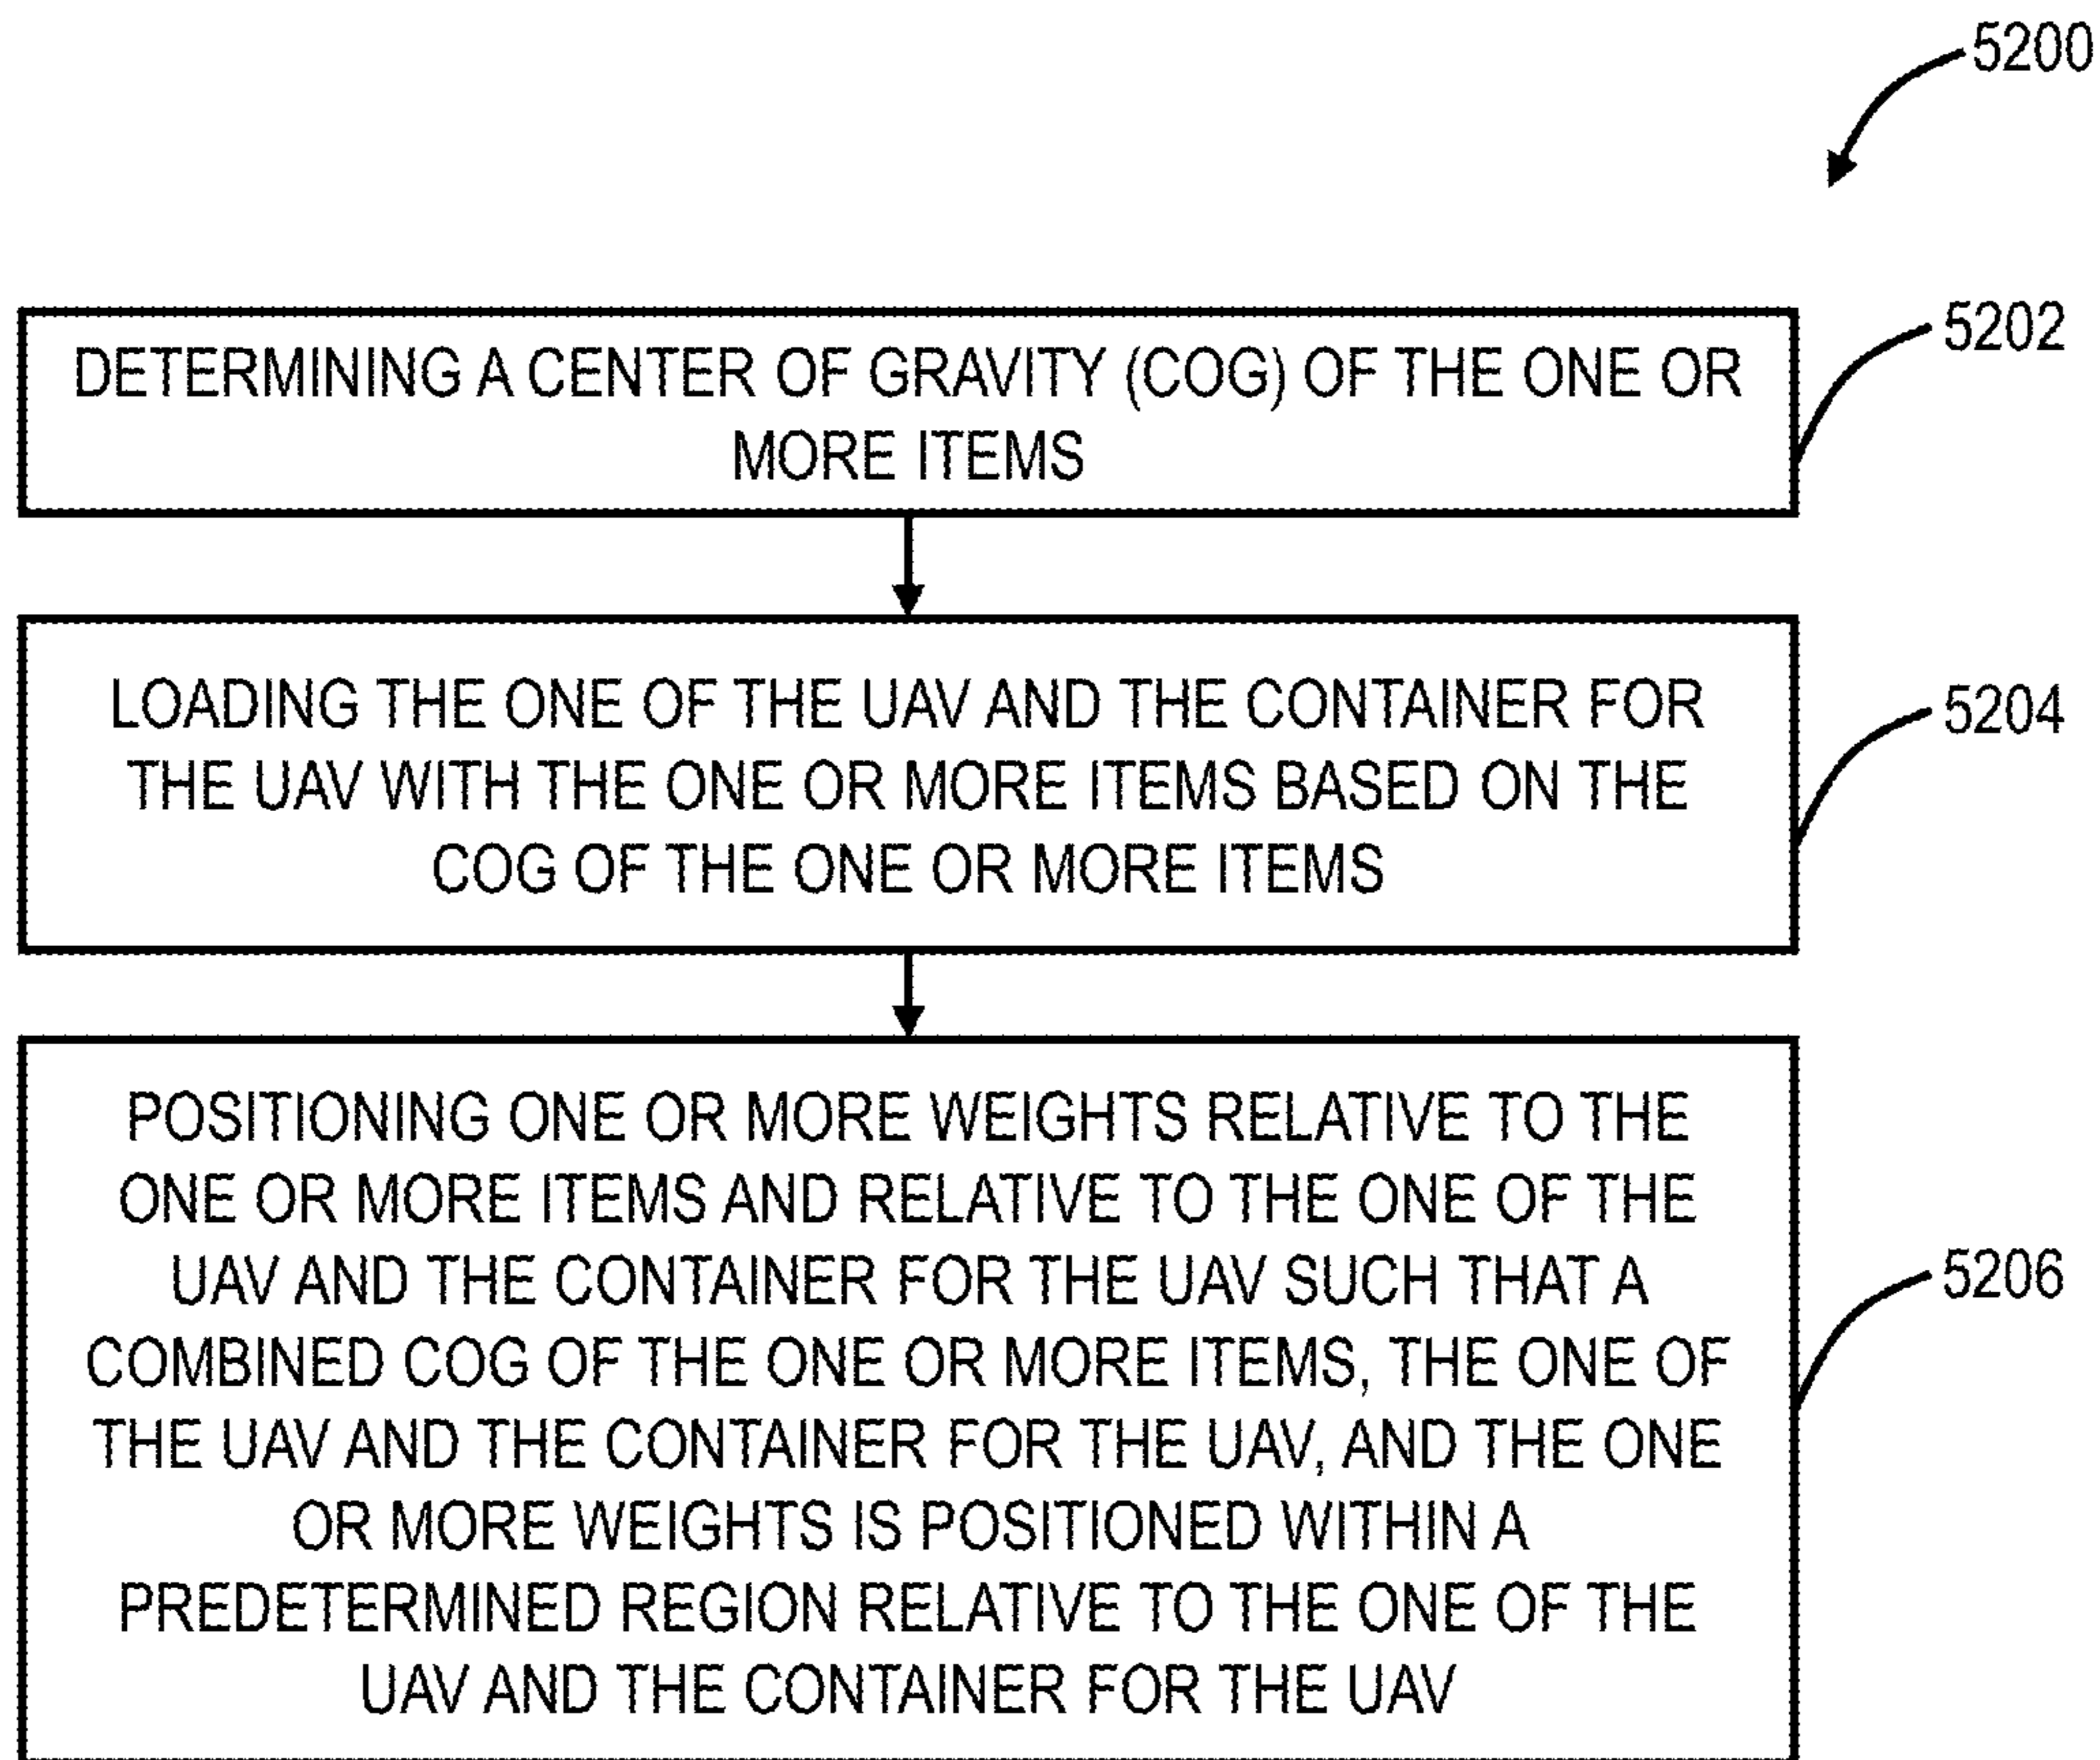 5200
5202
DETERMINING A CENTER OF GRAVITY (COG) OF THE ONE OR
MORE ITEMS
5204
LOADING THE ONE OF THE UAV AND THE CONTAINER FOR
THE UAV WITH THE ONE OR MORE ITEMS BASED ON THE
COG OF THE ONE OR MORE ITEMS
5206
POSITIONING ONE OR MORE WEIGHTS RELATIVE TO THE
ONE OR MORE ITEMS AND RELATIVE TO THE ONE OF THE
UAV AND THE CONTAINER FOR THE UAV SUCH THAT A
COMBINED COG OF THE ONE OR MORE ITEMS, THE ONE OF
THE UAV AND THE CONTAINER FOR THE UAV, AND THE ONE
OR MORE WEIGHTS IS POSITIONED WITHIN A
PREDETERMINED REGION RELATIVE TO THE ONE OF THE
UAV AND THE CONTAINER FOR THE UAV